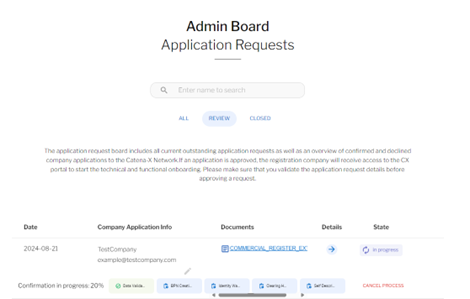 Admin Board
Application Requests
Enter name to search
ALL REVIEW CLOSED
The application request board includes all current outstanding application requests as well as an overview of confirmed and declined
company applications to the Catena-X Network.If an application is approved, the registration company will receive access to the CX
portal to start the technical and functional onboarding. Please make sure that you validate the application request details before
approving a request.
Date Company Application Info Documents Details State
2024-08-21 TestCompany COMMERCIAL_REGISTER_EX In progress
example@testcompany.com
Confirmation in progress: 20% Data Valida... BPN Creati... Identity Wa... Clearing H... Self Descri... CANCEL PROCESS